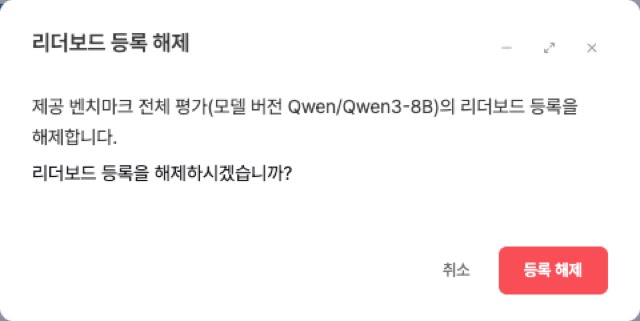 리더보드 등록 해제
제공 벤치마크 전체 평가(모델 버전 Qwen/Qwen3-8B)의 리더보드 등록을
해제합니다.
리더보드 등록을 해제하시겠습니까?
취소
등록 해제